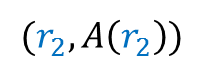 (r₂, A(r₂))